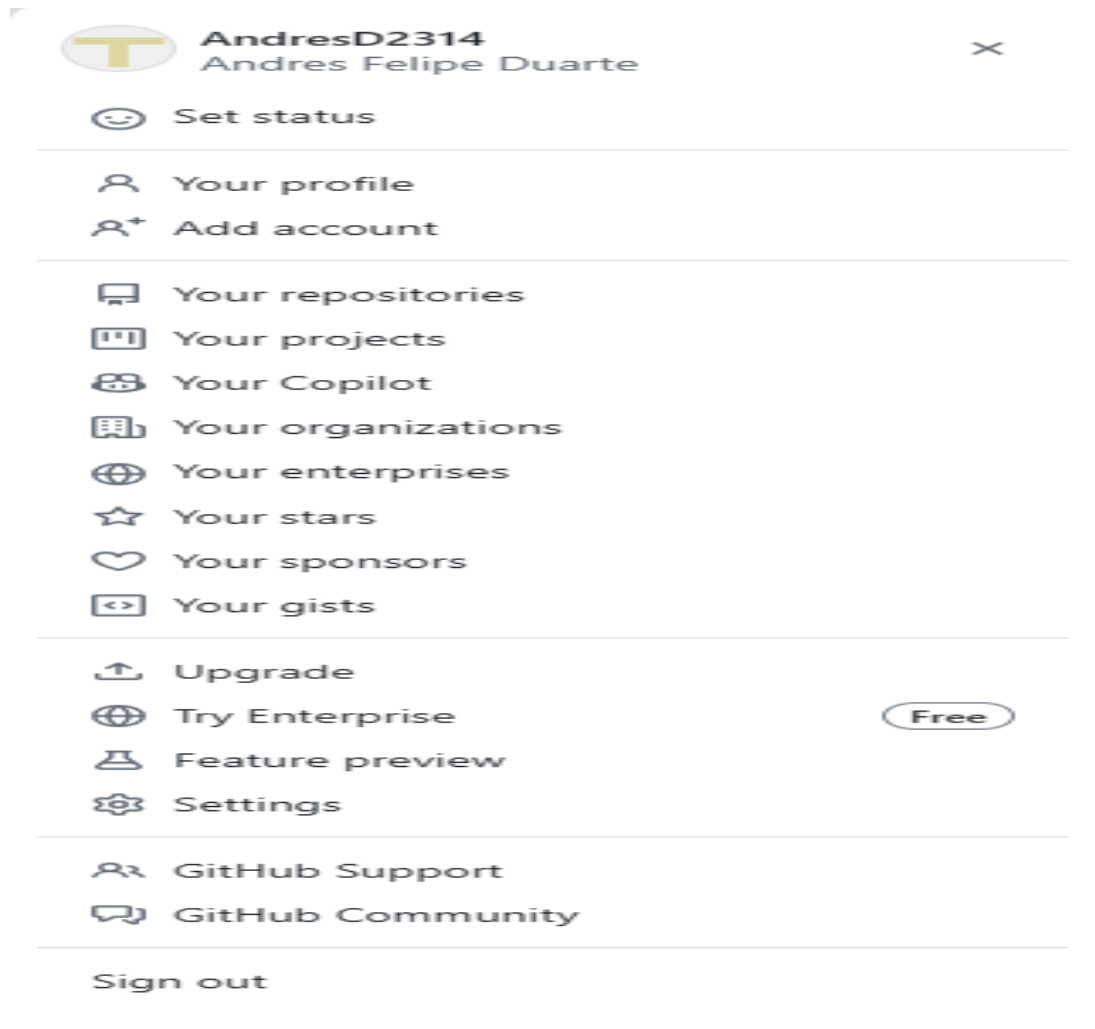 AndresD2314
Andres Felipe Duarte
Set status
Your profile
Add account
Your repositories
Your projects
Your Copilot
Your organizations
Your enterprises
Your stars
Your sponsors
Your gists
Upgrade
Try Enterprise Free
Feature preview
Settings
GitHub Support
GitHub Community
Sign out